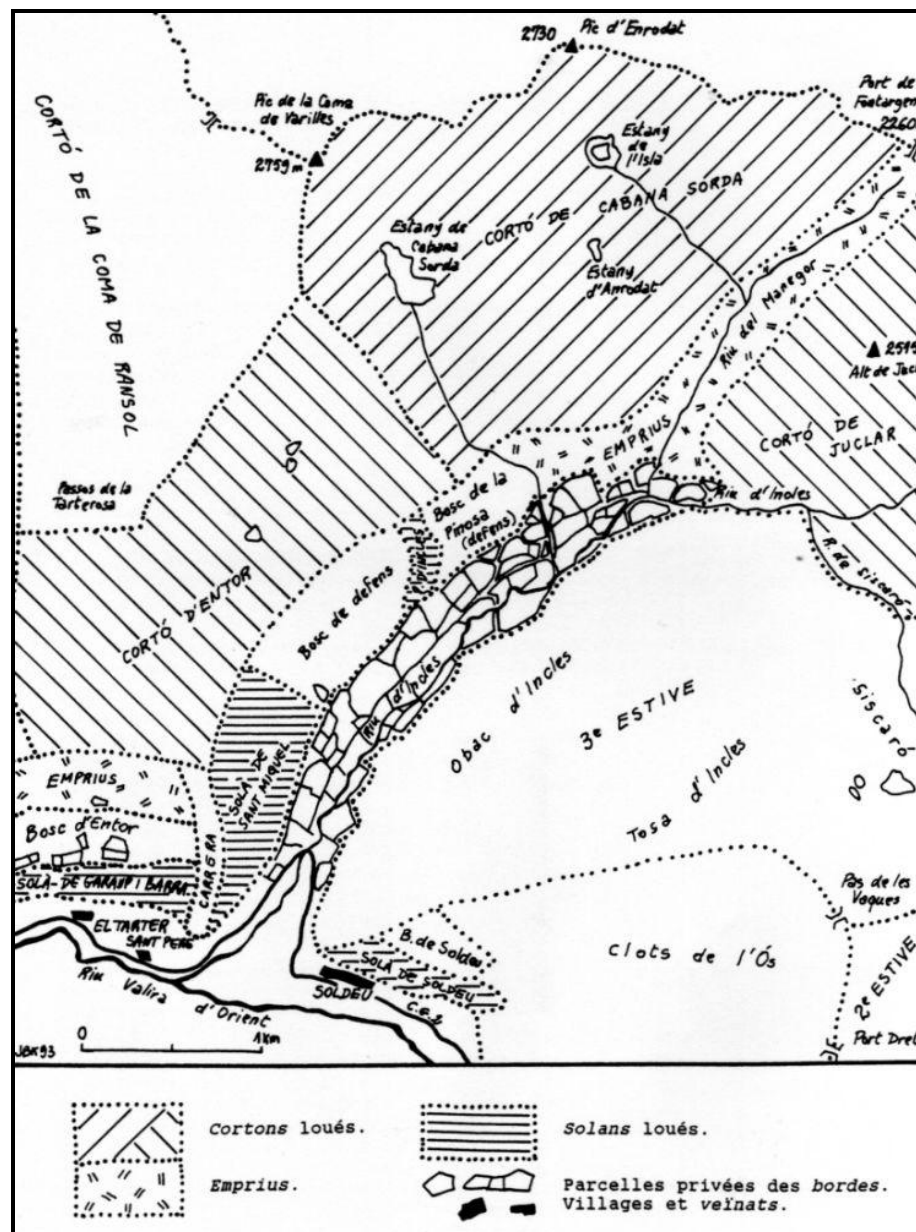 2730
Pic d'Enrodat
Pic de la Coma
de Varilles
2759 m
Port de
Fontargen
2260
CORTÓ DE LA COMA DE RANSOL
Estany
de
l'Isla
CORTÓ DE CABANA SORDA
Estany de
Cabana
Sorda
Estany
d'Anrodat
Riu del Manegor
2515
Alt de Juc
CORTÓ DE
JUCLAR
EMPRIUS
Passos de la
Tarterosa
Bosc de la
Pinosa
(defens)
Riu d'Incles
R. de Siscaró
CORTÓ D'ENTOR
Bosc de defens
Riu d'Incles
Obac d'Incles
3e ESTIVE
Siscaró
SOLÀ DE
SANT MIQUEL
Tosa d'Incles
EMPRIUS
Bosc d'Entor
CARRERA
SOLÀ DE GARANP I BARRA
Pas de les
Vaques
EL TARTER
SANT PERE
B. de Soldeu
SOLÀ DE SOLDEU
Clots de l'Ós
Riu Valira d'Orient
SOLDEU
C.G.2
2e ESTIVE
Port Dret
0
1km
JBK93
Cortons loués.
Solans loués.
Emprius.
Parcelles privées des bordes.
Villages et veïnats.